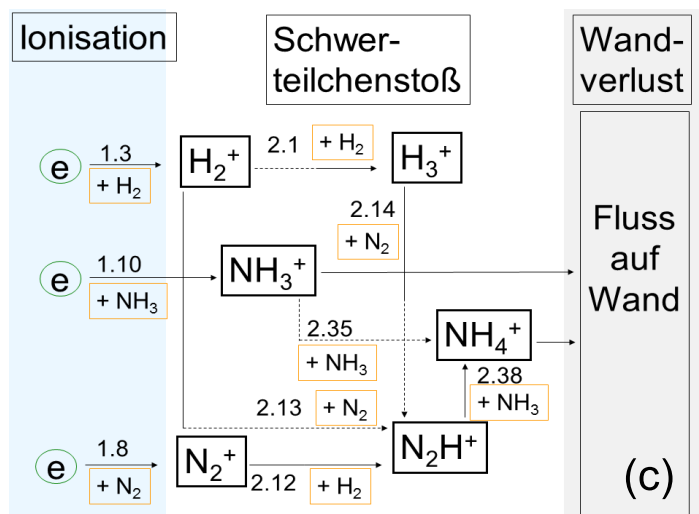 Ionisation
Schwer-
teilchenstoß
Wand-
verlust
e
1.3
+ H₂
H₂⁺
2.1
+ H₂
H₃⁺
2.14
+ N₂
e
1.10
+ NH₃
NH₃⁺
Fluss
auf
Wand
2.35
+ NH₃
NH₄⁺
2.38
+ NH₃
2.13
+ N₂
e
1.8
+ N₂
N₂⁺
2.12
+ H₂
N₂H⁺
(c)